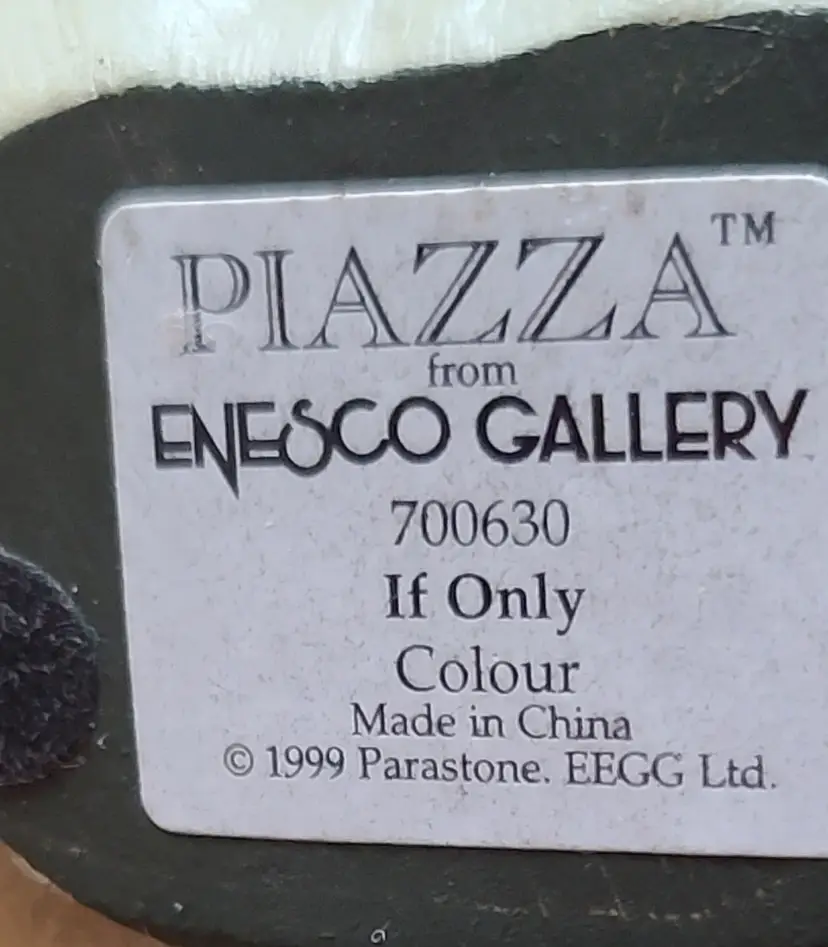 PIAZZA™
from
ENESCO GALLERY
700630
If Only
Colour
Made in China
© 1999 Parastone. EEGG Ltd.